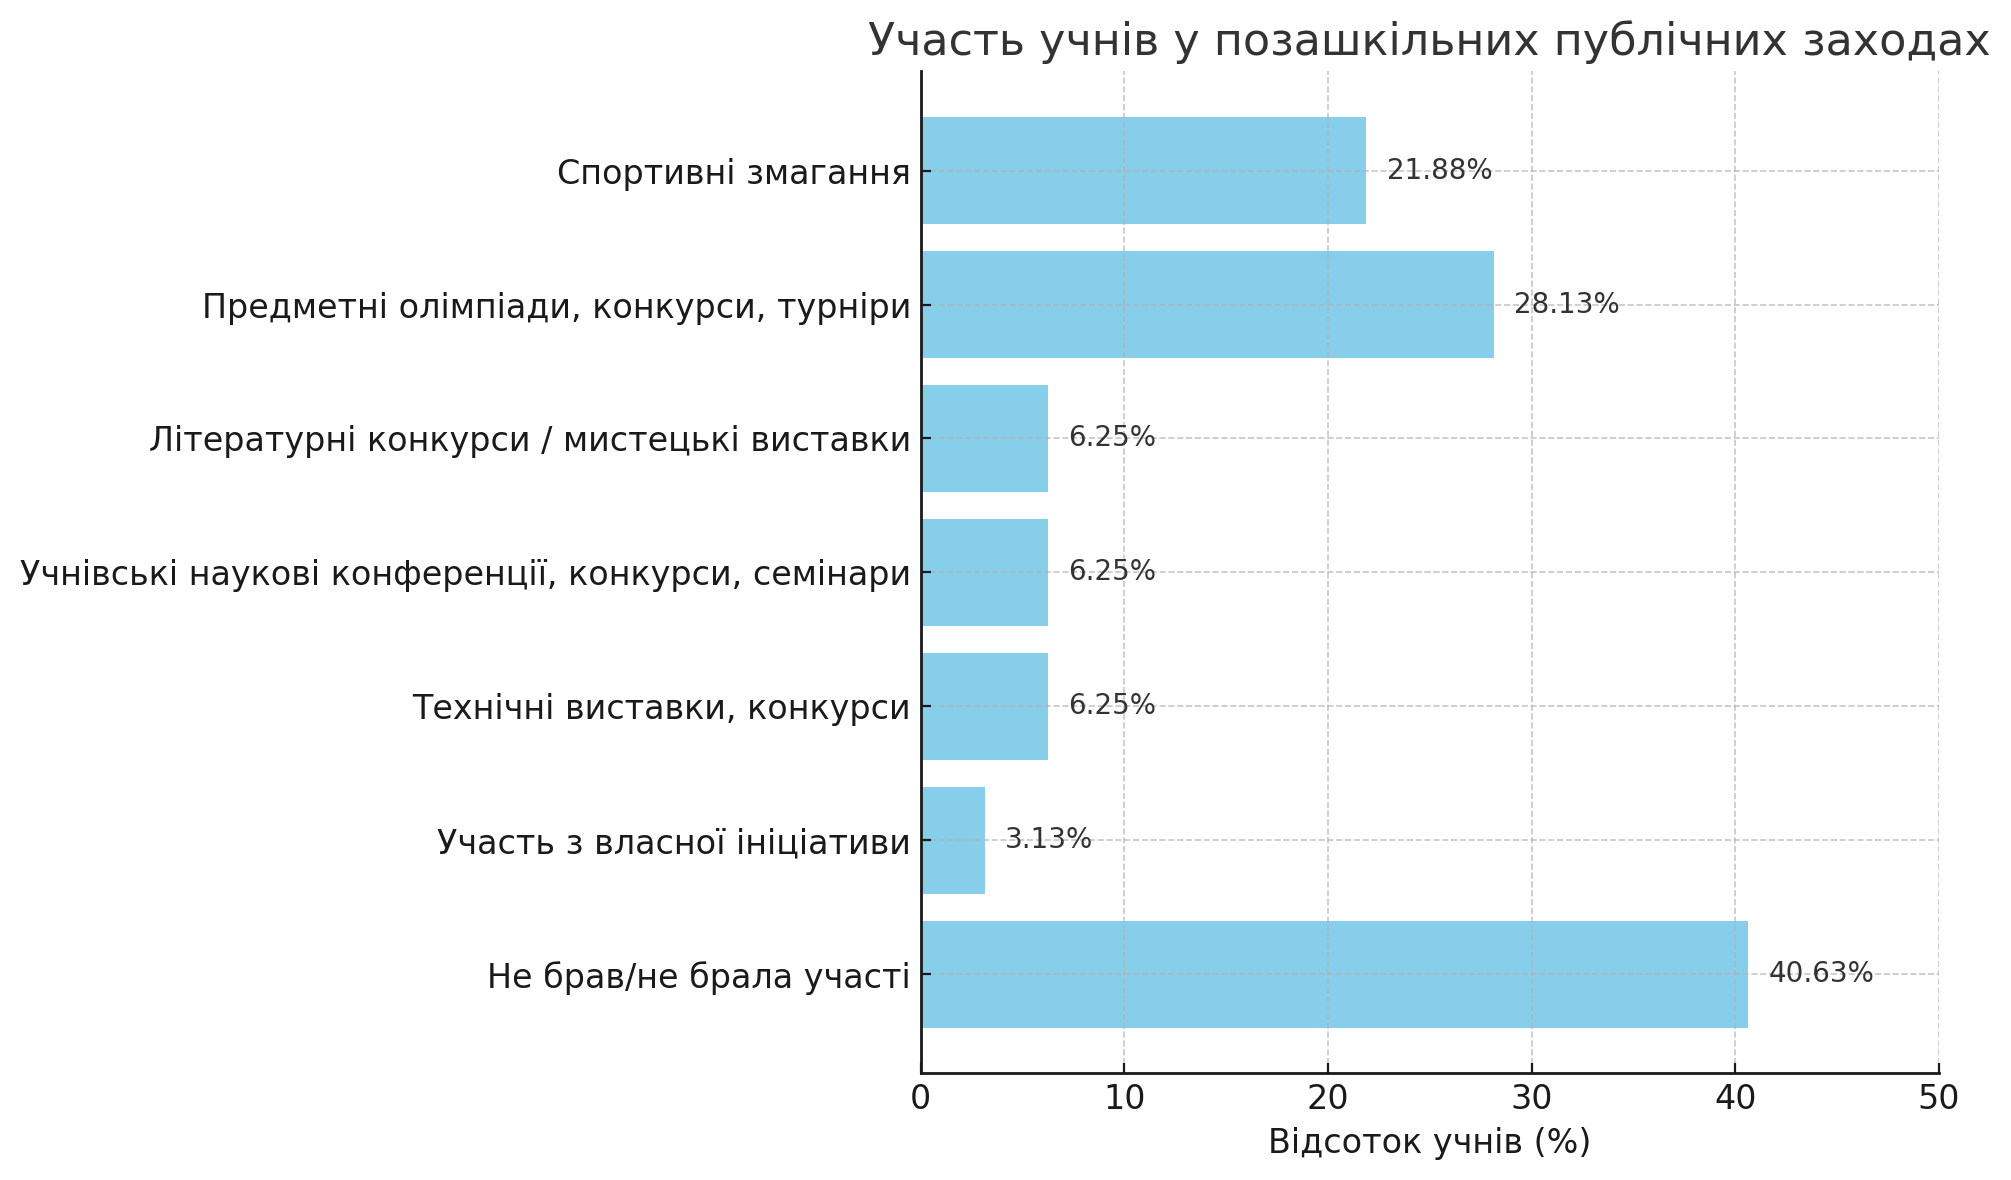 Участь учнів у позашкільних публічних заходах
Спортивні змагання
21.88%
Предметні олімпіади, конкурси, турніри
28.13%
Літературні конкурси / мистецькі виставки
6.25%
Учнівські наукові конференції, конкурси, семінари
6.25%
Технічні виставки, конкурси
6.25%
Участь з власної ініціативи
3.13%
Не брав/не брала участі
40.63%
0 10 20 30 40 50
Відсоток учнів (%)